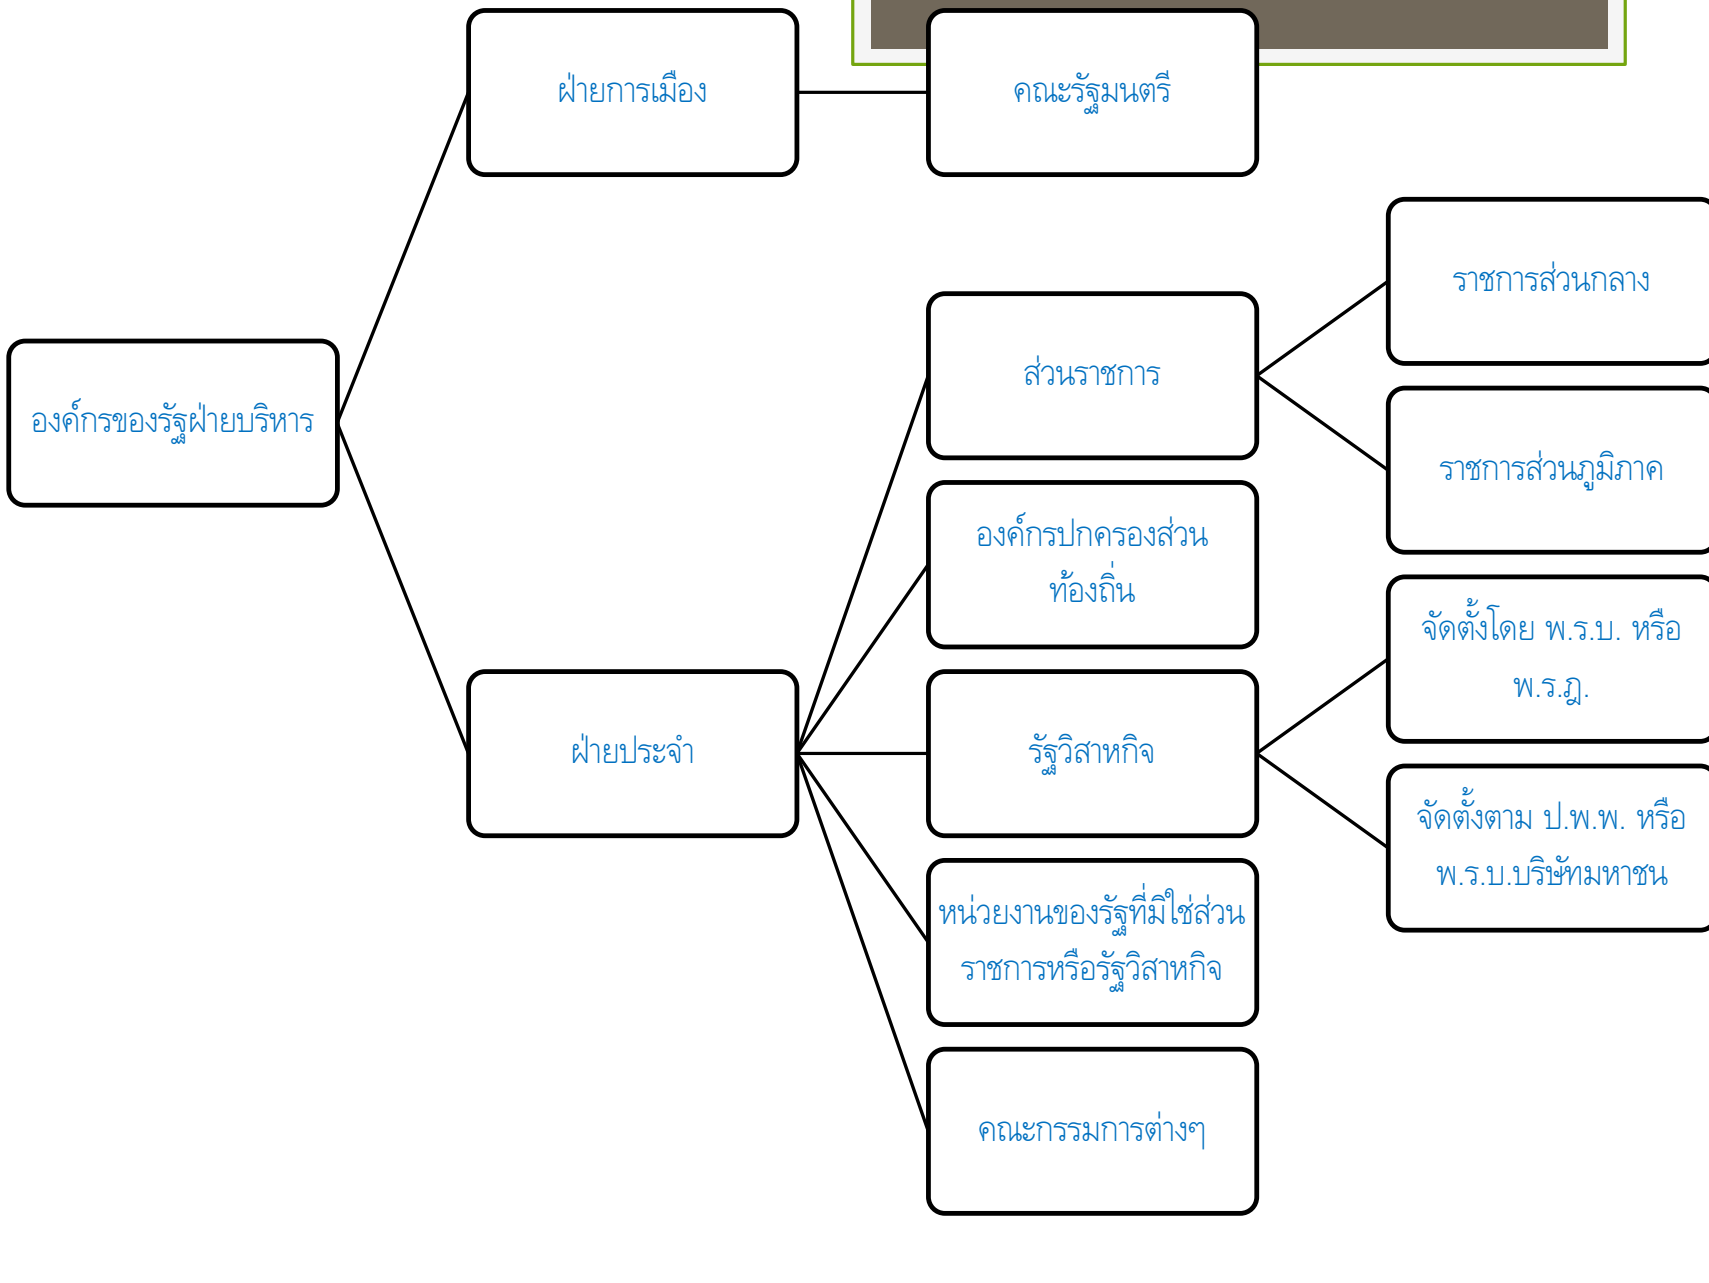 ฝ่ายการเมือง
คณะรัฐมนตรี
ราชการส่วนกลาง
ส่วนราชการ
องค์กรของรัฐฝ่ายบริหาร
ราชการส่วนภูมิภาค
องค์กรปกครองส่วน
ท้องถิ่น
จัดตั้งโดย พ.ร.บ. หรือ
พ.ร.ฎ.
ฝ่ายประจำ
รัฐวิสาหกิจ
จัดตั้งตาม ป.พ.พ. หรือ
พ.ร.บ.บริษัทมหาชน
หน่วยงานของรัฐที่มิใช่ส่วน
ราชการหรือรัฐวิสาหกิจ
คณะกรรมการต่างๆ